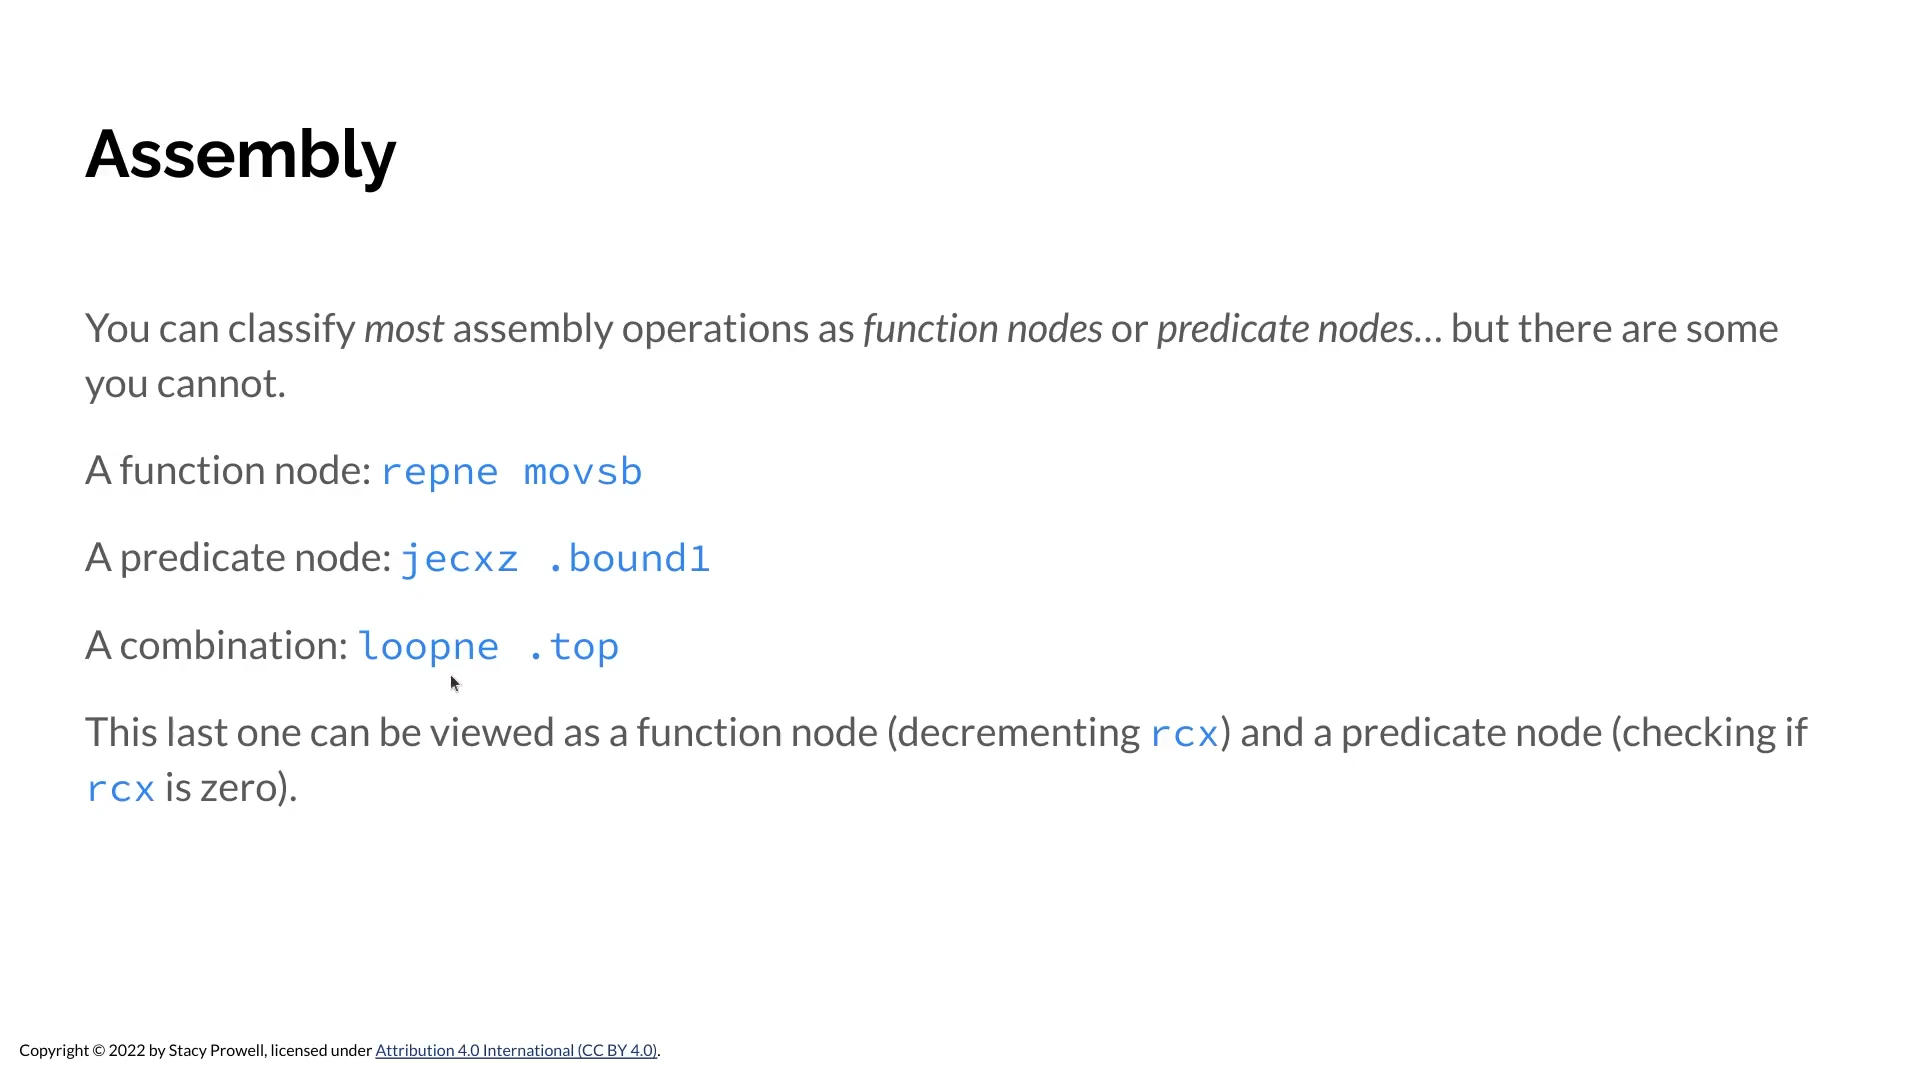 Assembly
You can classify most assembly operations as function nodes or predicate nodes… but there are some
you cannot.
A function node: repne movsb
A predicate node: jecxz .bound1
A combination: loopne .top
This last one can be viewed as a function node (decrementing rcx) and a predicate node (checking if
rcx is zero).
Copyright © 2022 by Stacy Prowell, licensed under Attribution 4.0 International (CC BY 4.0).